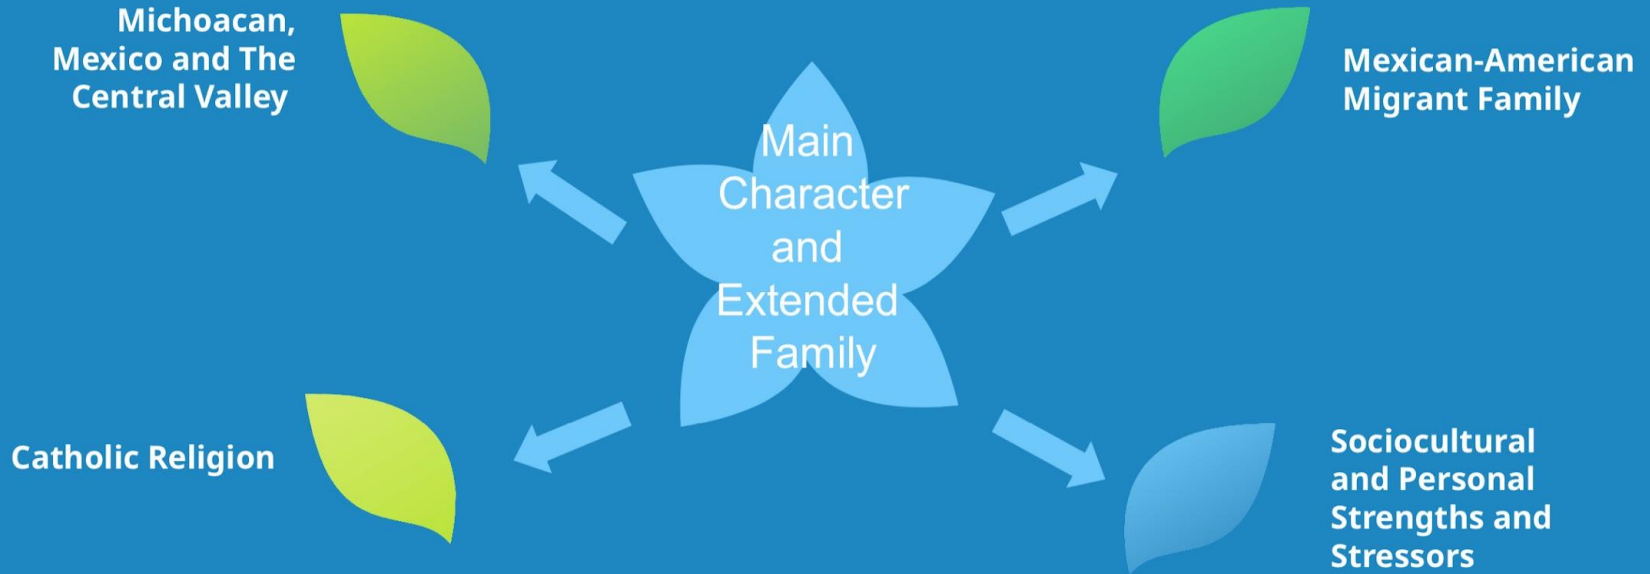 Michoacan,
Mexico and The
Central Valley
Mexican-American
Migrant Family
Main
Character
and
Extended
Family
Catholic Religion
Sociocultural
and Personal
Strengths and
Stressors